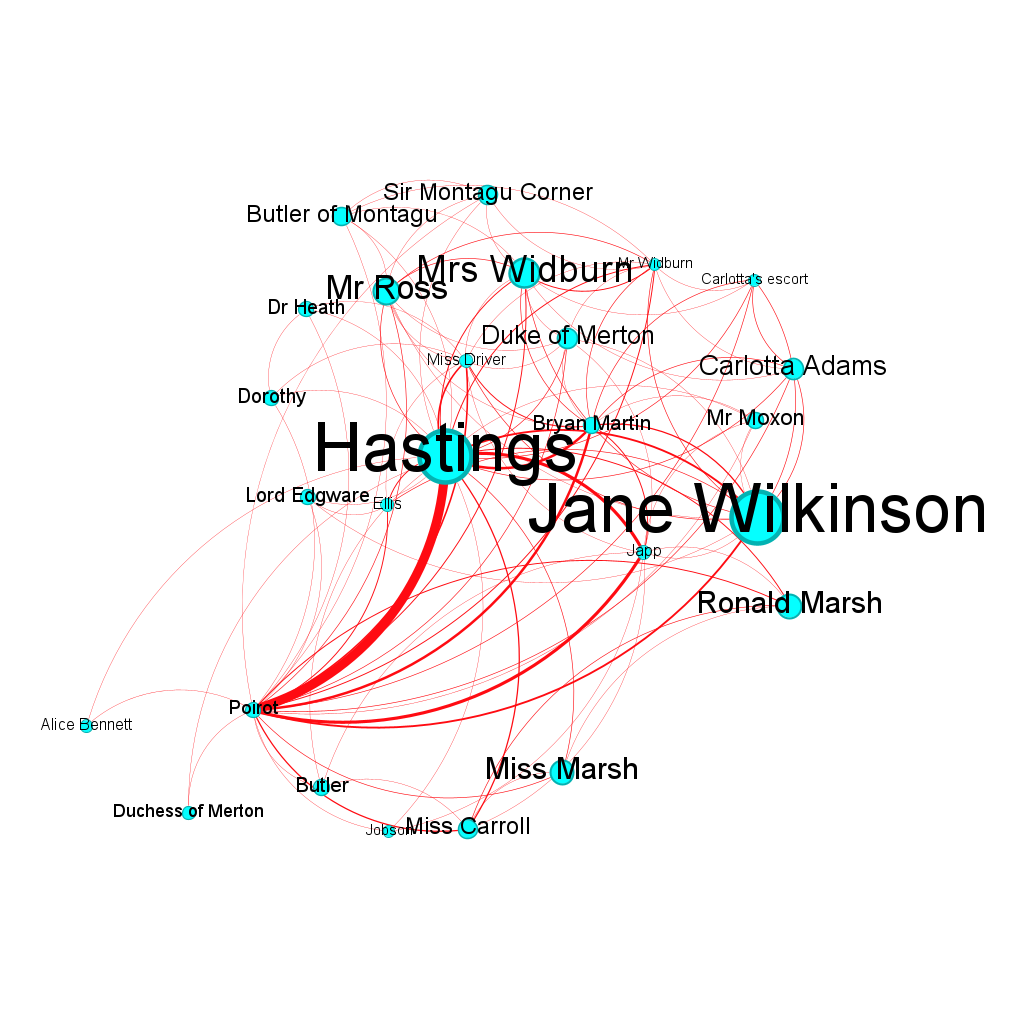 Sir Montagu Corner
Butler of Montagu
Mrs Widburn
Mr Widburn
Carlotta's escort
Mr Ross
Dr Heath
Duke of Merton
Miss Driver
Carlotta Adams
Dorothy
Bryan Martin
Mr Moxon
Hastings
Lord Edgware
Ellis
Jane Wilkinson
Japp
Ronald Marsh
Poirot
Alice Bennett
Miss Marsh
Butler
Duchess of Merton
Jobson
Miss Carroll